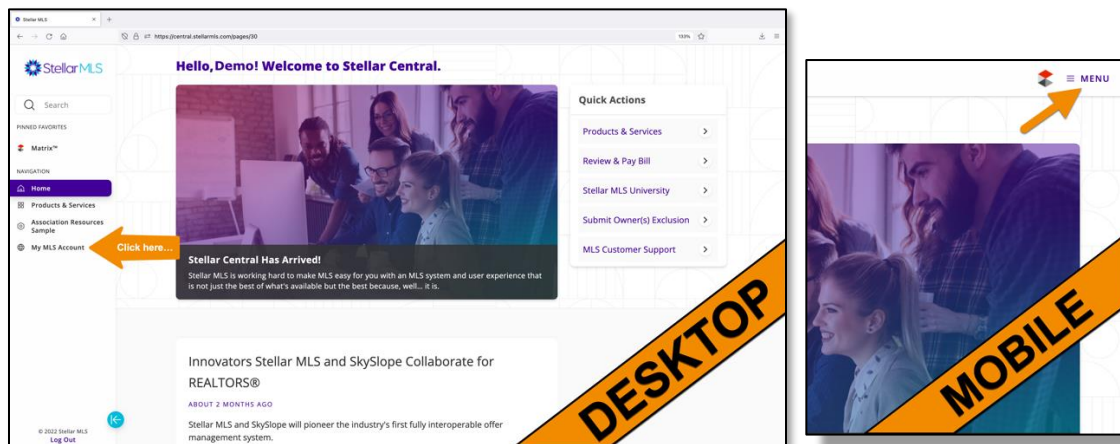 Stellar MLS
https://central.stellarmls.com/pages/30
133%
Stellar MLS
Search
PINNED FAVORITES
Matrix™
NAVIGATION
Home
Products & Services
Association Resources
Sample
My MLS Account
Click here...
© 2022 Stellar MLS
Log Out
Hello, Demo! Welcome to Stellar Central.
Stellar Central Has Arrived!
Stellar MLS is working hard to make MLS easy for you with an MLS system and user experience that
is not just the best of what's available but the best because, well... it is.
Quick Actions
Products & Services
Review & Pay Bill
Stellar MLS University
Submit Owner(s) Exclusion
MLS Customer Support
Innovators Stellar MLS and SkySlope Collaborate for
REALTORS®
ABOUT 2 MONTHS AGO
Stellar MLS and SkySlope will pioneer the industry's first fully interoperable offer
management system.
DESKTOP
MENU
MOBILE